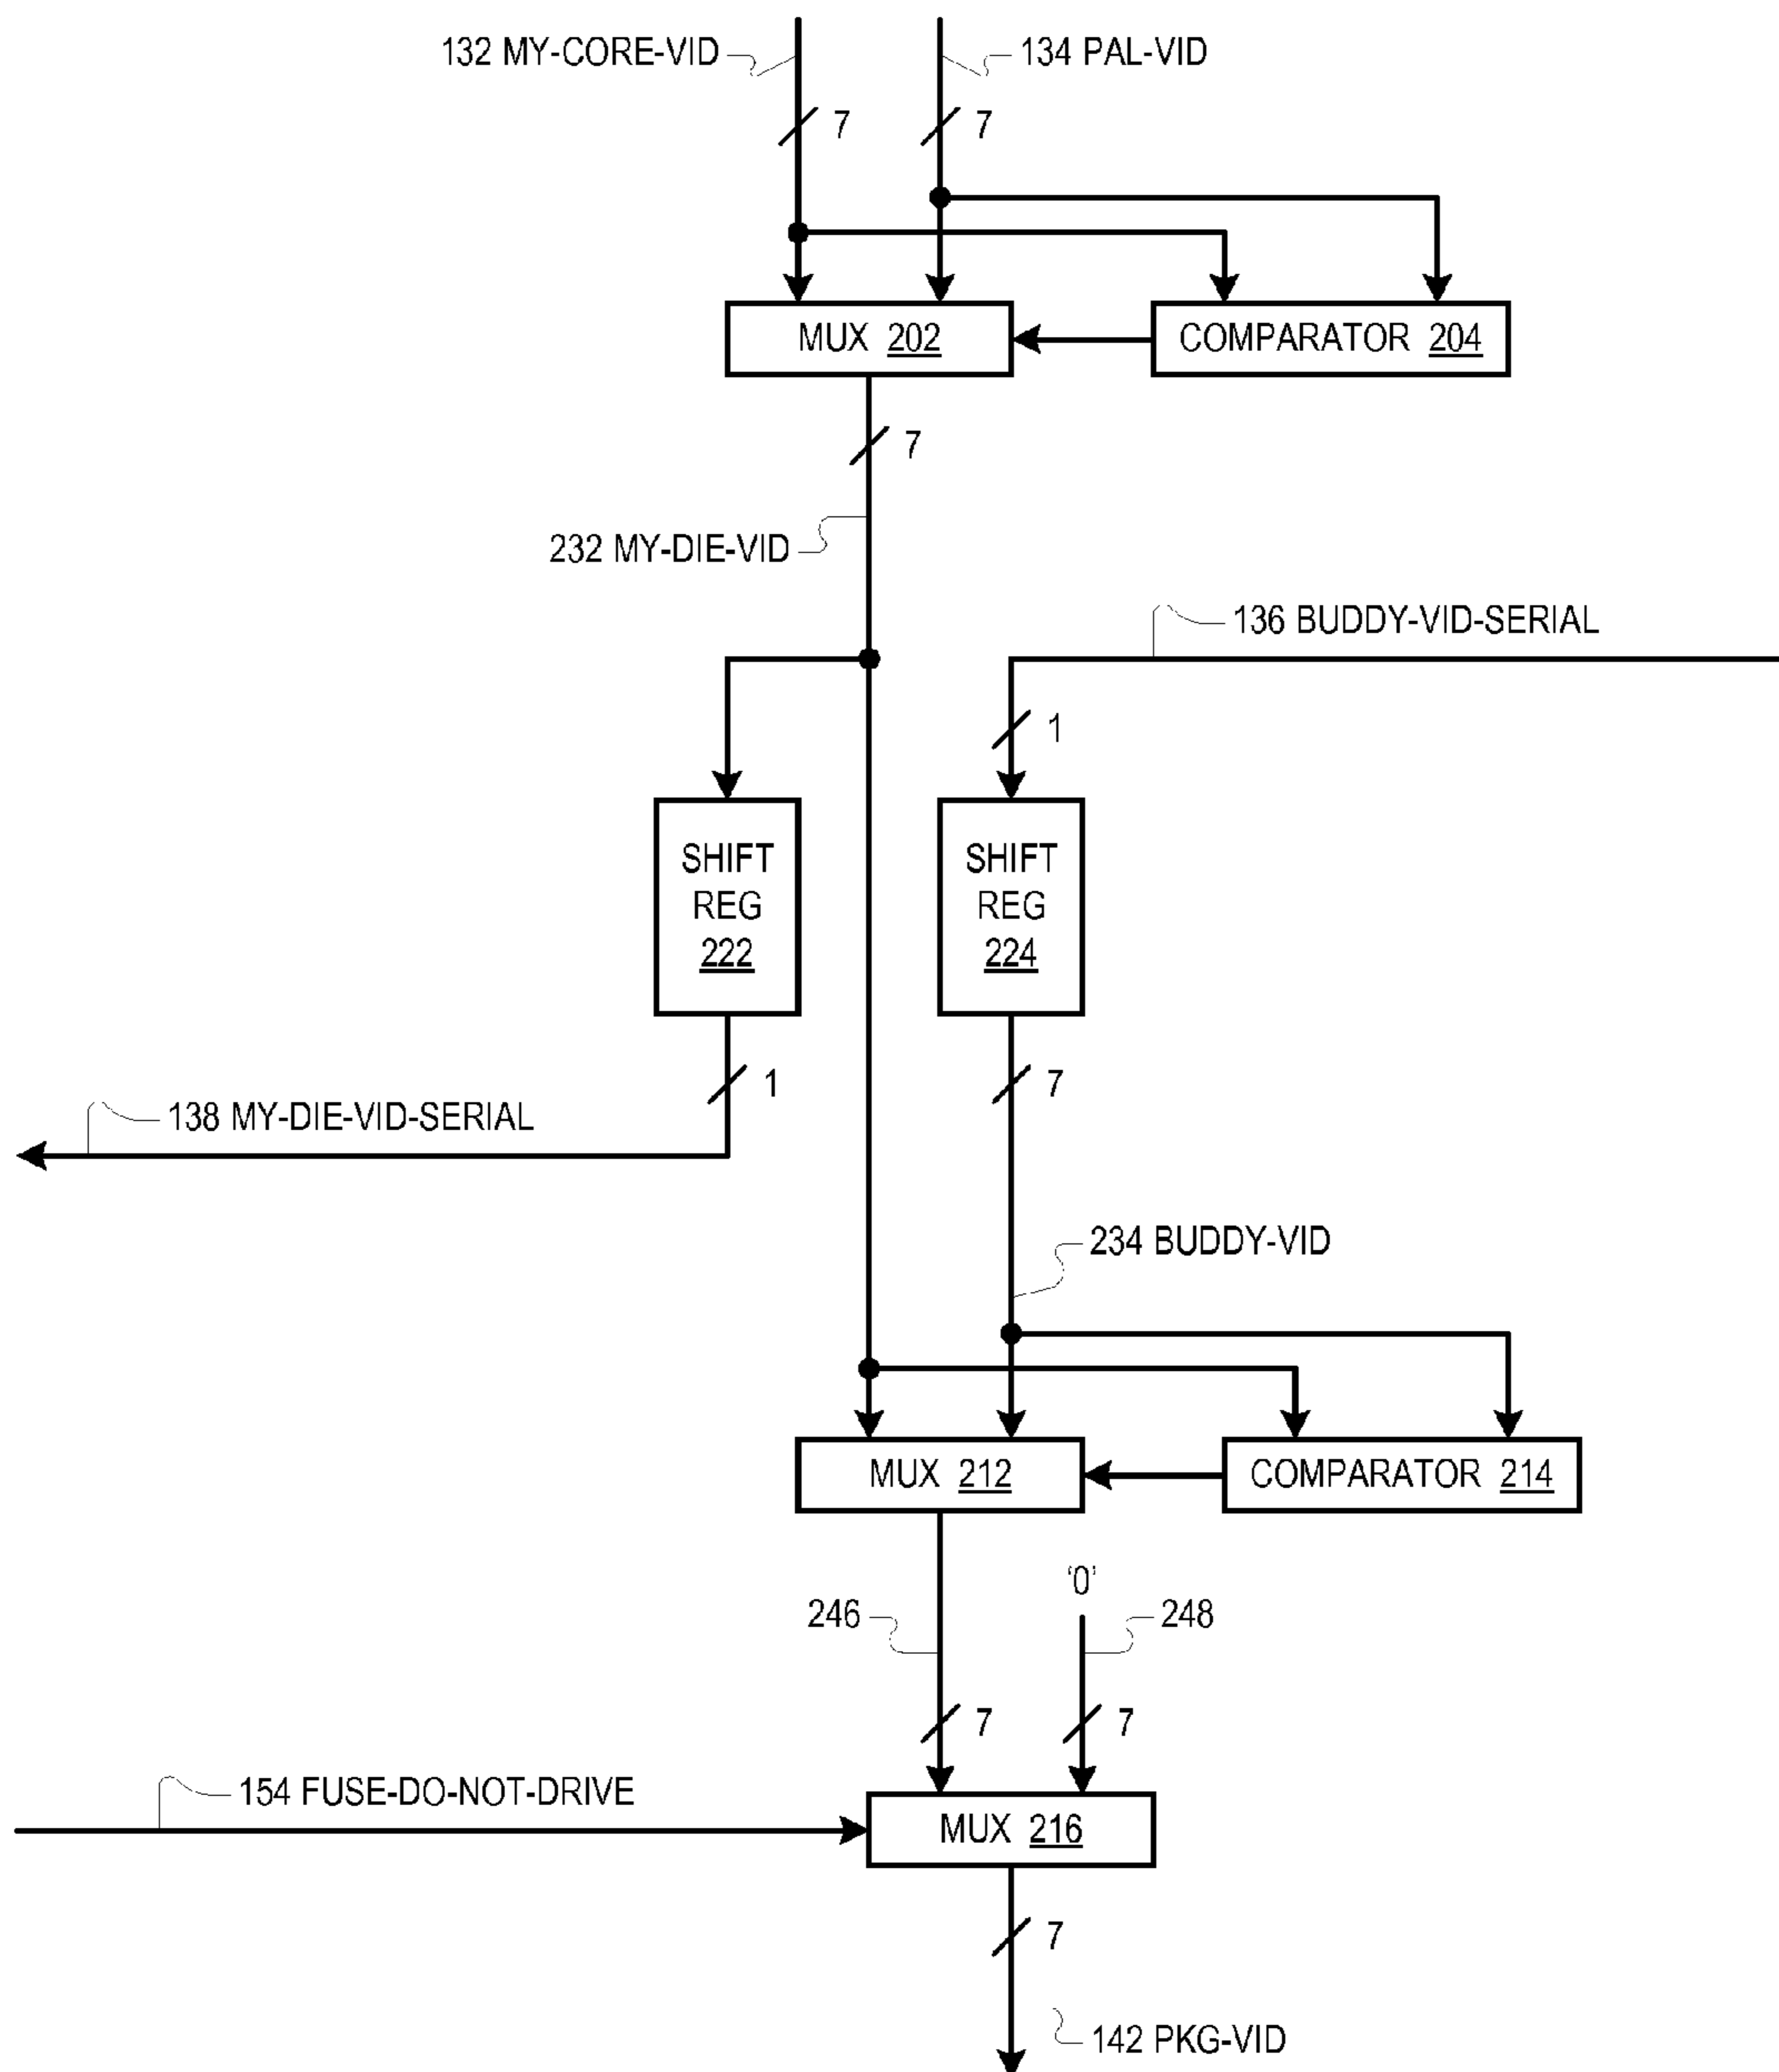 132 MY-CORE-VID
134 PAL-VID
7
7
MUX 202
COMPARATOR 204
7
232 MY-DIE-VID
136 BUDDY-VID-SERIAL
1
SHIFT
REG
222
SHIFT
REG
224
1
7
138 MY-DIE-VID-SERIAL
234 BUDDY-VID
MUX 212
COMPARATOR 214
'0'
246
248
7
7
154 FUSE-DO-NOT-DRIVE
MUX 216
7
142 PKG-VID